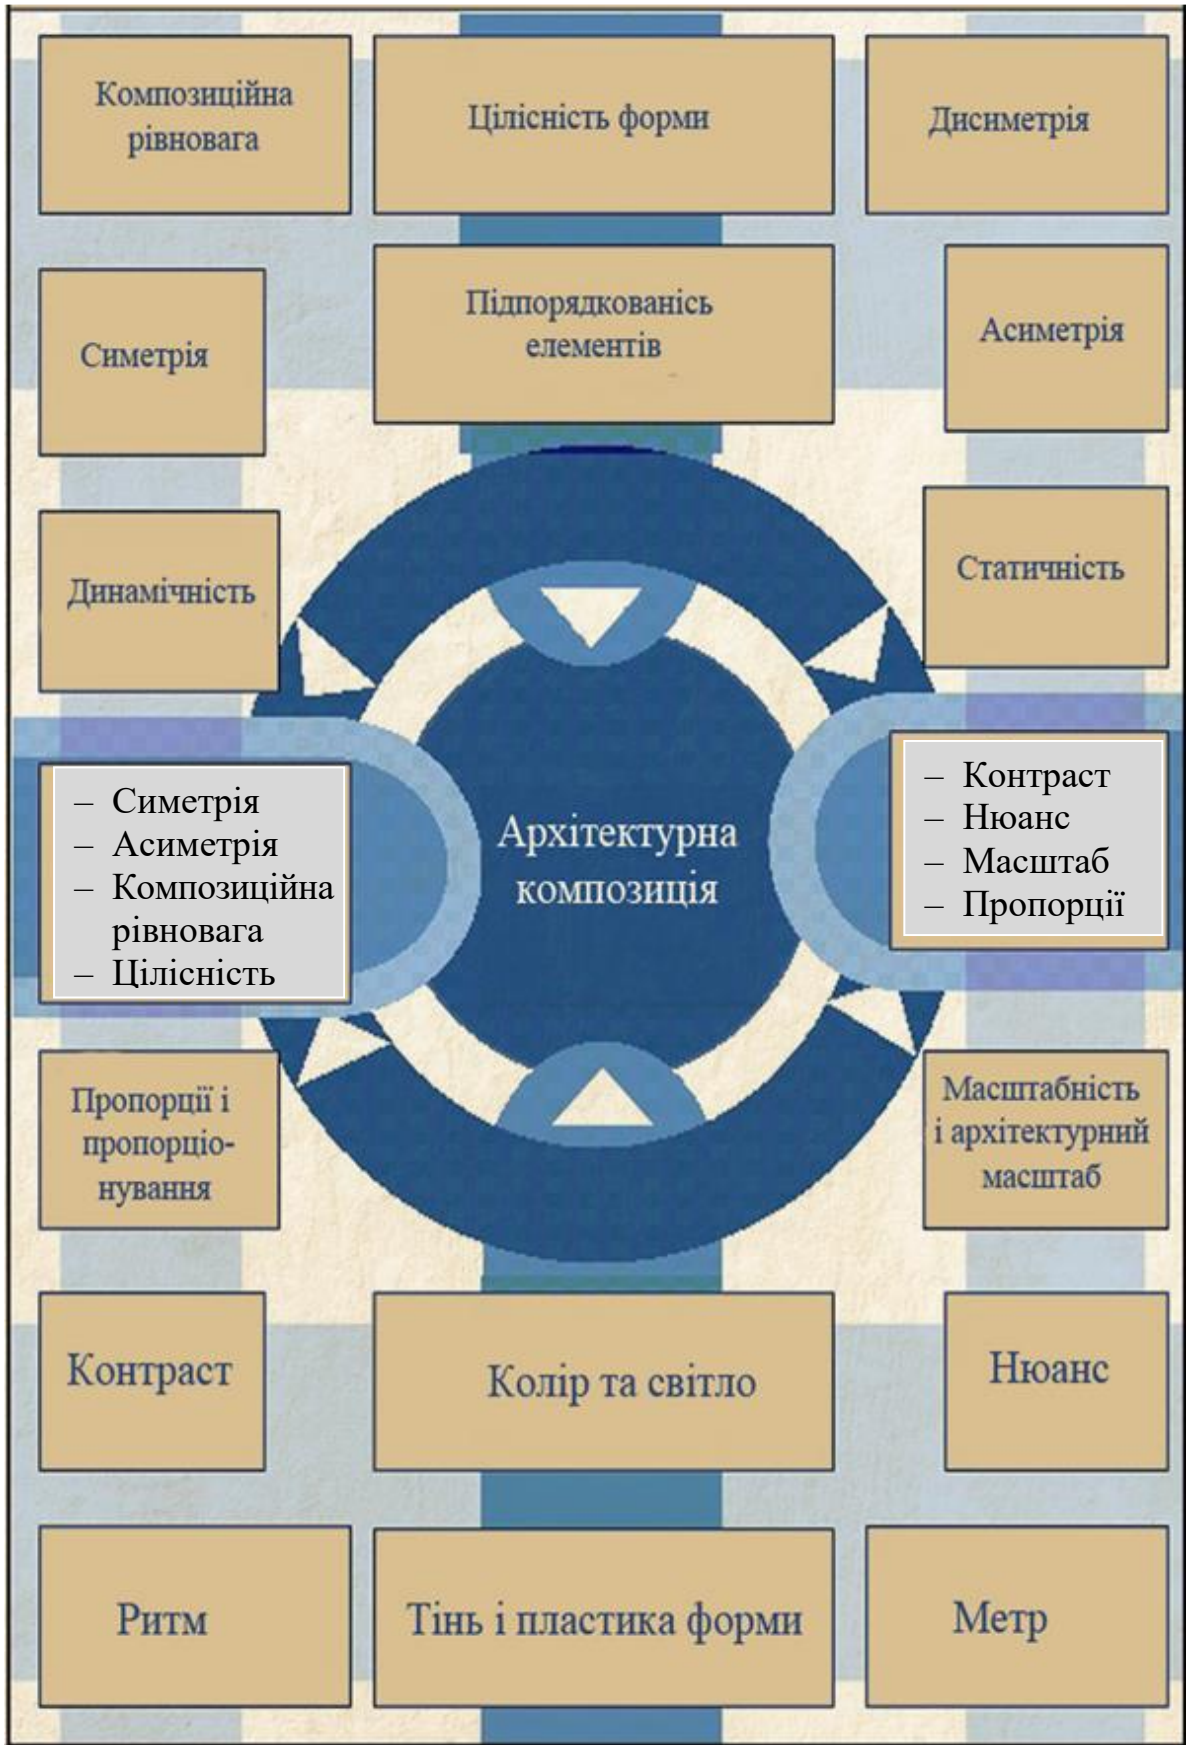 Композиційна
рівновага
Цілісність форми
Дисиметрія
Симетрія
Підпорядкованісь
елементів
Асиметрія
Динамічність
Статичність
– Симетрія
– Асиметрія
– Композиційна
рівновага
– Цілісність
Архітектурна
композиція
– Контраст
– Нюанс
– Масштаб
– Пропорції
Пропорції і
пропорціо-
нування
Масштабність
і архітектурний
масштаб
Контраст
Колір та світло
Нюанс
Ритм
Тінь і пластика форми
Метр